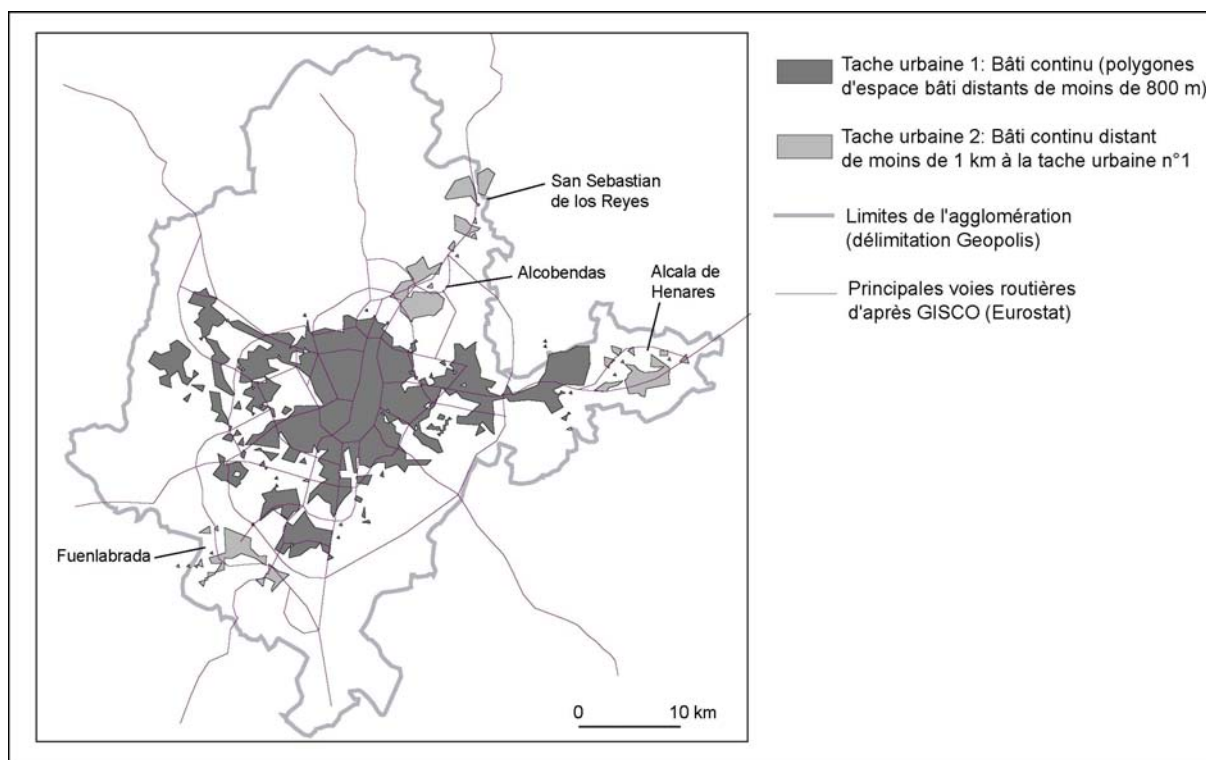 San Sebastian
de los Reyes
Alcobendas
Alcala de
Henares
Fuenlabrada
0 10 km
Tache urbaine 1: Bâti continu (polygones
d'espace bâti distants de moins de 800 m)
Tache urbaine 2: Bâti continu distant
de moins de 1 km à la tache urbaine n°1
Limites de l'agglomération
(délimitation Geopolis)
Principales voies routières
d'après GISCO (Eurostat)